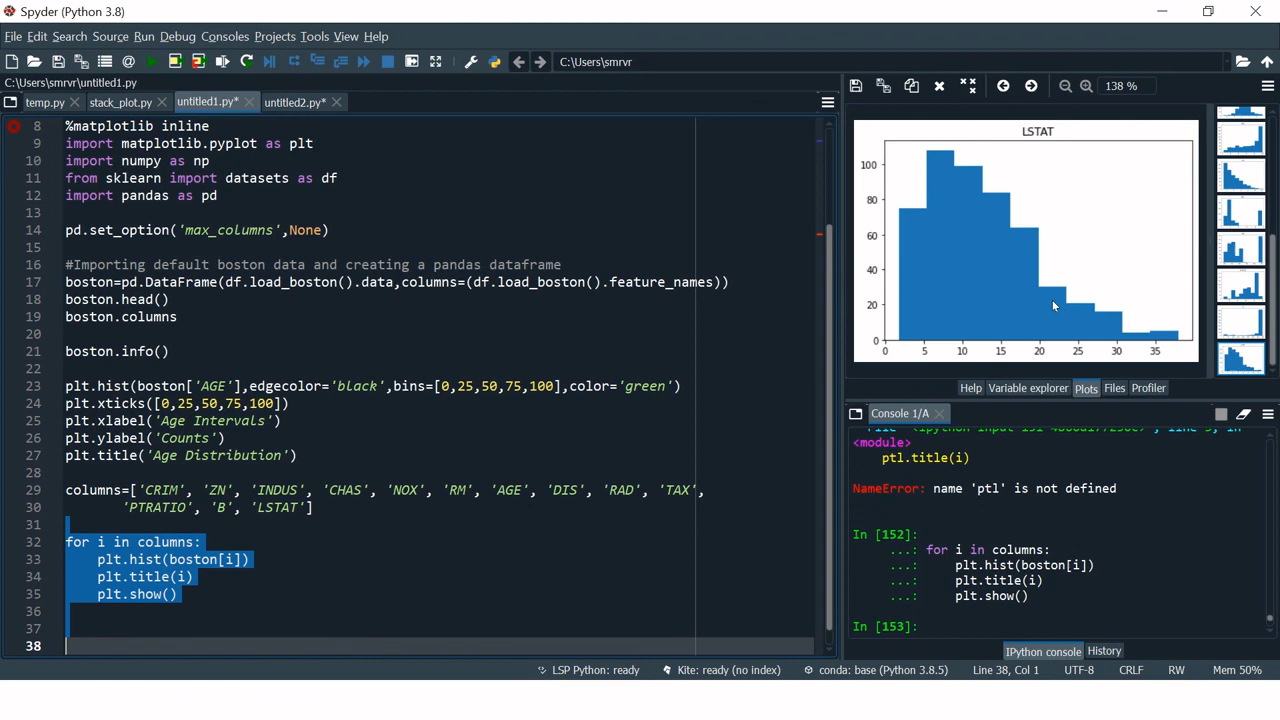 Spyder (Python 3.8)
File Edit Search Source Run Debug Consoles Projects Tools View Help
C:\Users\smrvr
C:\Users\smrvr\untitled1.py
temp.py stack_plot.py untitled1.py* untitled2.py*
8 %matplotlib inline
9 import matplotlib.pyplot as plt
10 import numpy as np
11 from sklearn import datasets as df
12 import pandas as pd
13
14 pd.set_option('max_columns',None)
15
16 #Importing default boston data and creating a pandas dataframe
17 boston=pd.DataFrame(df.load_boston().data,columns=(df.load_boston().feature_names))
18 boston.head()
19 boston.columns
20
21 boston.info()
22
23 plt.hist(boston['AGE'],edgecolor='black',bins=[0,25,50,75,100],color='green')
24 plt.xticks([0,25,50,75,100])
25 plt.xlabel('Age Intervals')
26 plt.ylabel('Counts')
27 plt.title('Age Distribution')
28
29 columns=['CRIM', 'ZN', 'INDUS', 'CHAS', 'NOX', 'RM', 'AGE', 'DIS', 'RAD', 'TAX',
30 'PTRATIO', 'B', 'LSTAT']
31
32 for i in columns:
33 plt.hist(boston[i])
34 plt.title(i)
35 plt.show()
36
37
38
138 %
LSTAT
100
80
60
40
20
0
0 5 10 15 20 25 30 35
Help Variable explorer Plots Files Profiler
Console 1/A
<module>
ptl.title(i)
NameError: name 'ptl' is not defined
In [152]:
...: for i in columns:
...: plt.hist(boston[i])
...: plt.title(i)
...: plt.show()
In [153]:
IPython console History
LSP Python: ready Kite: ready (no index) conda: base (Python 3.8.5) Line 38, Col 1 UTF-8 CRLF RW Mem 50%